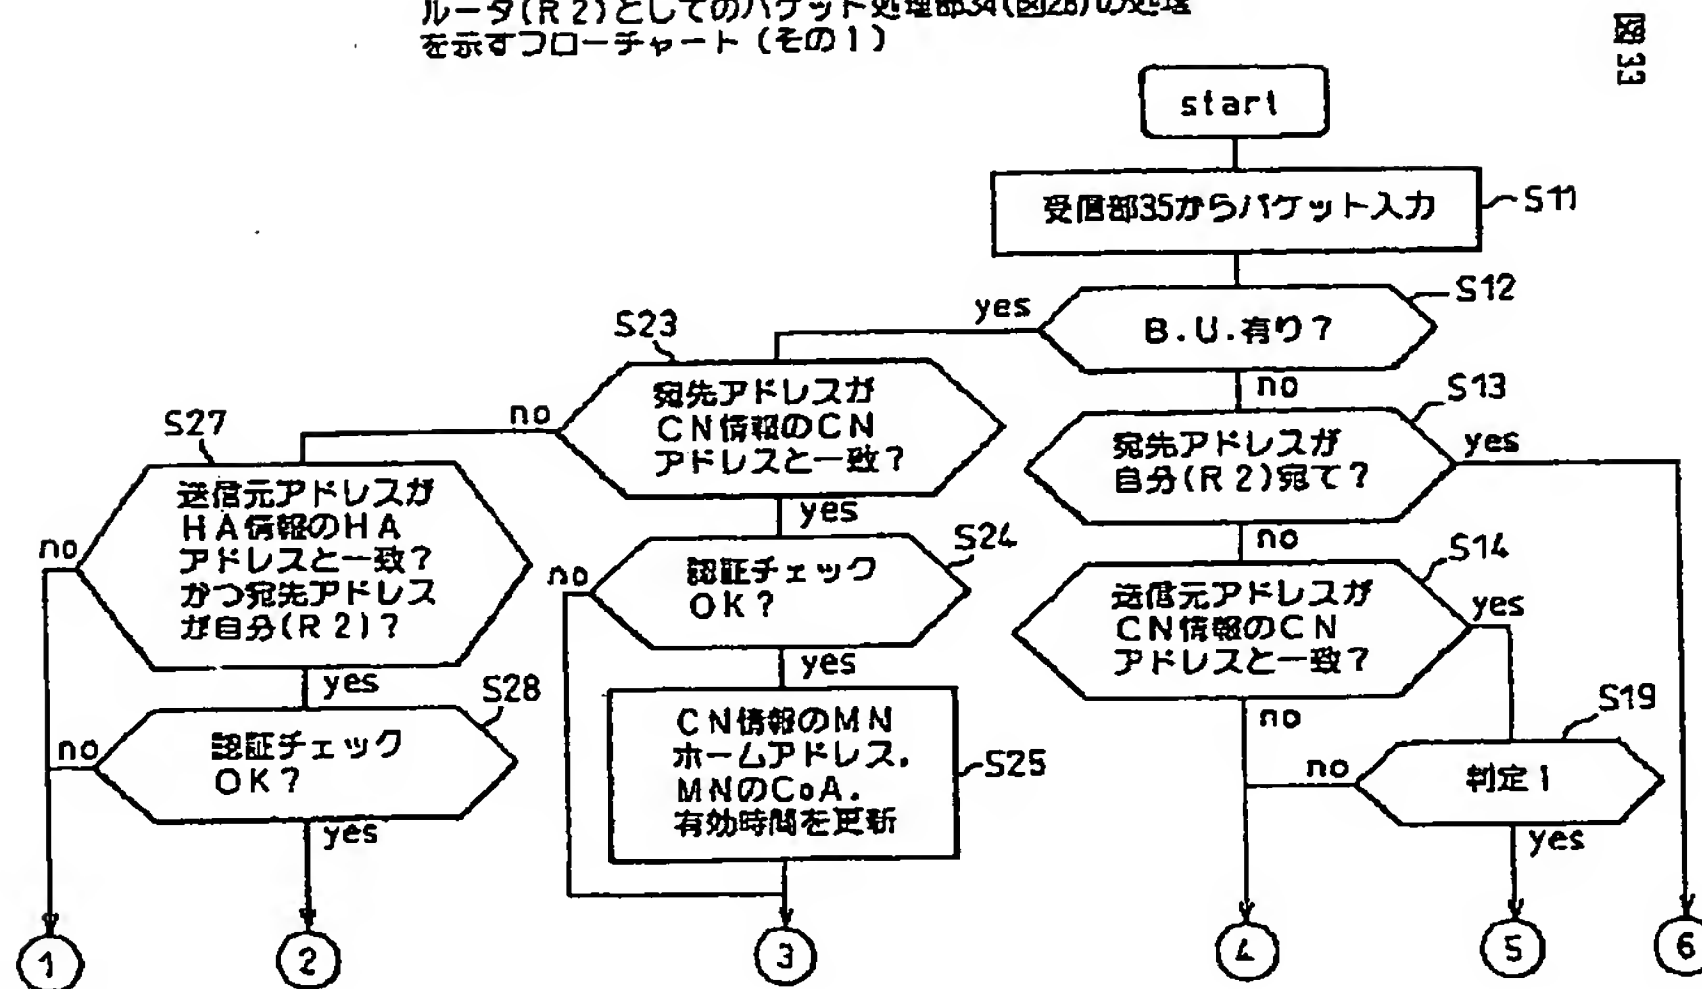 ルータ(R2)としてのパケット処理部34(図28)の処理
を示すフローチャート(その1)
図33
start
受信部35からパケット入力
S11
B.U.有り?
S12
yes
no
宛先アドレスが
自分(R2)宛て?
S13
yes
no
送信元アドレスが
CN情報のCN
アドレスと一致?
S14
yes
no
判定1
S19
no
yes
宛先アドレスが
CN情報のCN
アドレスと一致?
S23
no
yes
認証チェック
OK?
S24
no
yes
CN情報のMN
ホームアドレス,
MNのCoA,
有効時間を更新
S25
送信元アドレスが
HA情報のHA
アドレスと一致?
かつ宛先アドレス
が自分(R2)?
S27
no
yes
認証チェック
OK?
S28
no
yes
1
2
3
4
5
6